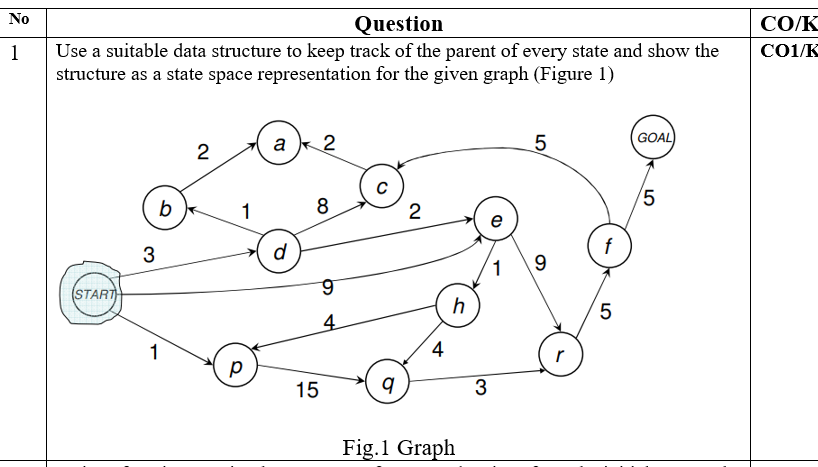 No
Question
CO/K
1
Use a suitable data structure to keep track of the parent of every state and show the
CO1/K
structure as a state space representation for the given graph (Figure 1)
a
2
2
5
GOAL
c
b
1
8
2
e
5
3
d
f
START
9
1
9
h
4
5
1
p
4
r
15
q
3
Fig.1 Graph